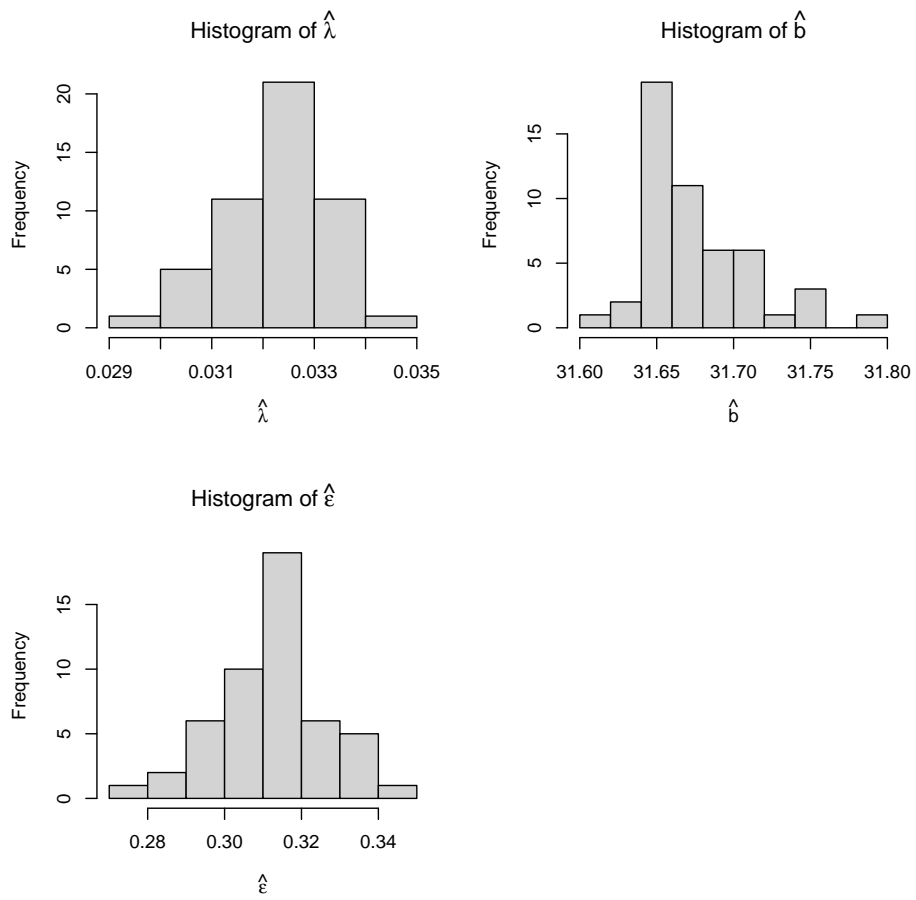 Histogram of λ̂
Frequency
0
5
10
15
20
0.029
0.031
0.033
0.035
λ̂
Histogram of b̂
Frequency
0
5
10
15
31.60
31.65
31.70
31.75
31.80
b̂
Histogram of ε̂
Frequency
0
5
10
15
0.28
0.30
0.32
0.34
ε̂